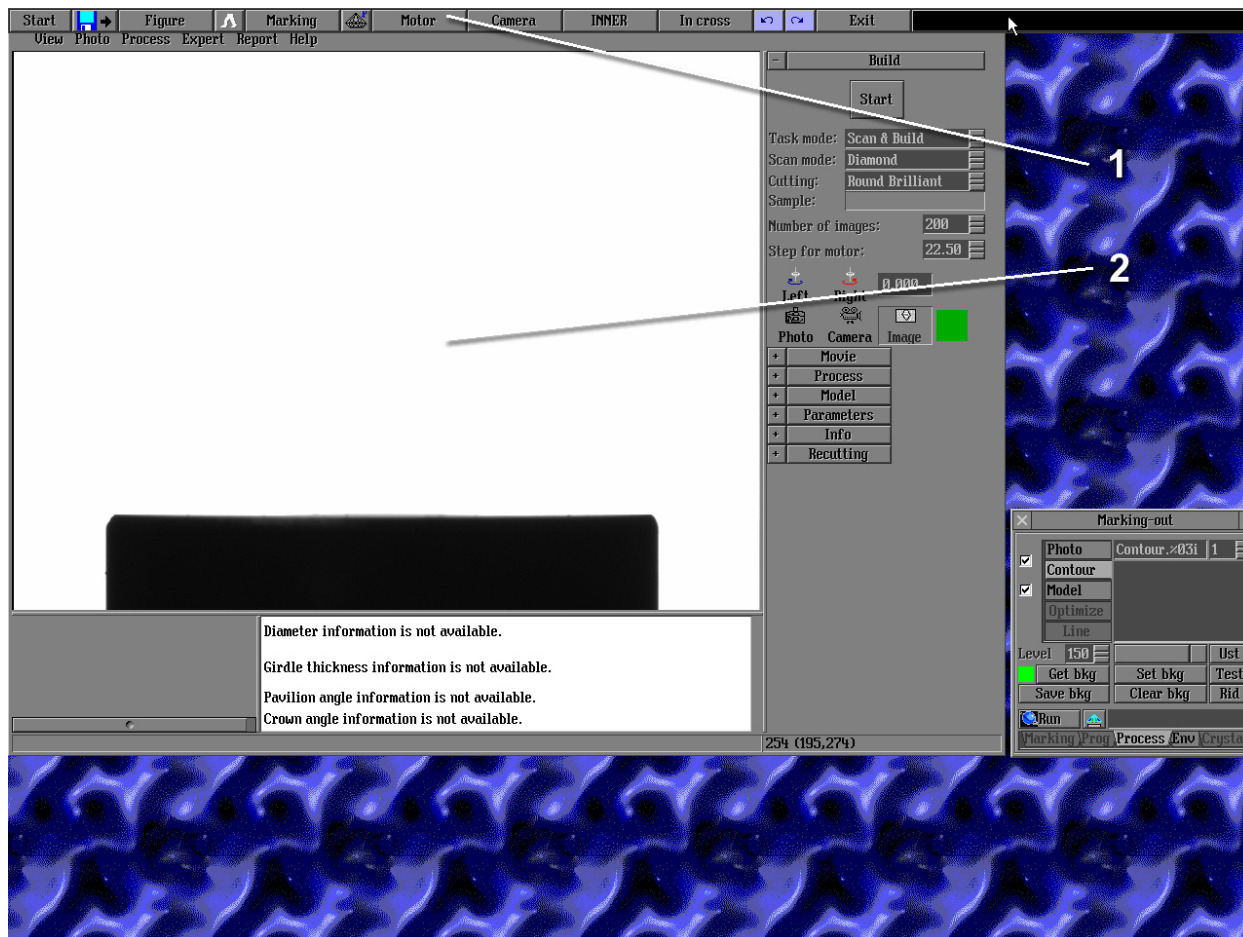 Start Figure Marking Motor Camera INNER In cross Exit
View Photo Process Expert Report Help
- Build
Start
Task mode: Scan & Build
Scan mode: Diamond
Cutting: Round Brilliant
Sample:
Number of images: 200
Step for motor: 22.50
Left Right 0.000
Photo Camera Image
+ Movie
+ Process
+ Model
+ Parameters
+ Info
+ Recutting
1
2
Marking-out
Photo Contour.%03i 1
Contour
Model
Optimize
Line
Level 150 Ust
Get bkg Set bkg Test
Save bkg Clear bkg Rid
Run
Marking Prog Process Env Crysta
Diameter information is not available.
Girdle thickness information is not available.
Pavilion angle information is not available.
Crown angle information is not available.
254 (195,274)